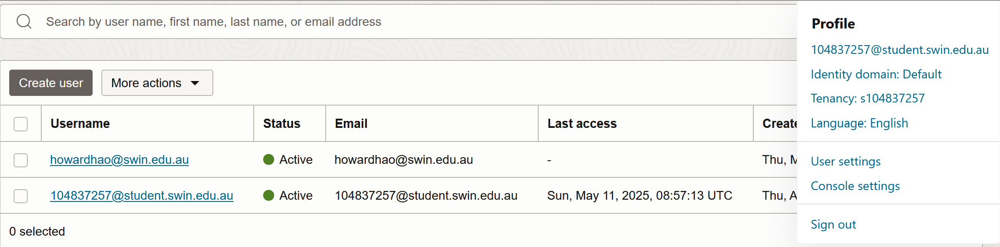 Search by user name, first name, last name, or email address
Create user
More actions
Username Status Email Last access
howardhao@swin.edu.au Active howardhao@swin.edu.au - Thu,
104837257@student.swin.edu.au Active 104837257@student.swin.edu.au Sun, May 11, 2025, 08:57:13 UTC Thu,
0 selected
Profile
104837257@student.swin.edu.au
Identity domain: Default
Tenancy: s104837257
Language: English
User settings
Console settings
Sign out